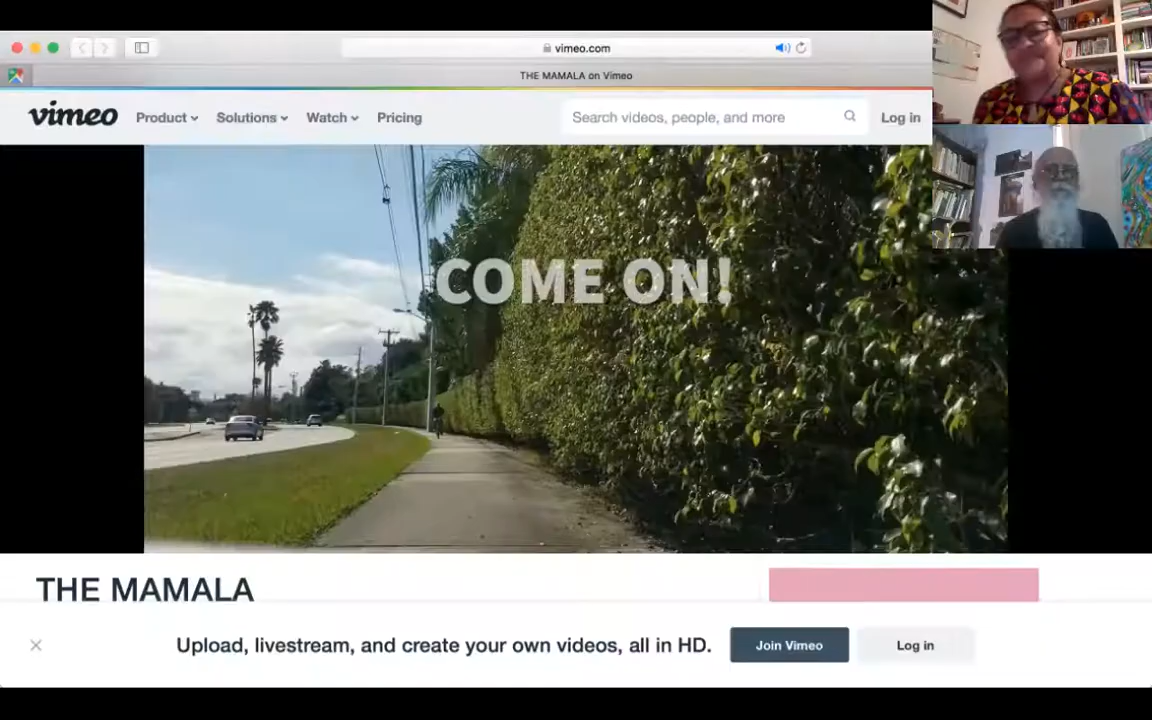 vimeo.com
THE MAMALA on Vimeo
vimeo Product Solutions Watch Pricing Search videos, people, and more Log in
COME ON!
THE MAMALA
Upload, livestream, and create your own videos, all in HD. Join Vimeo Log in